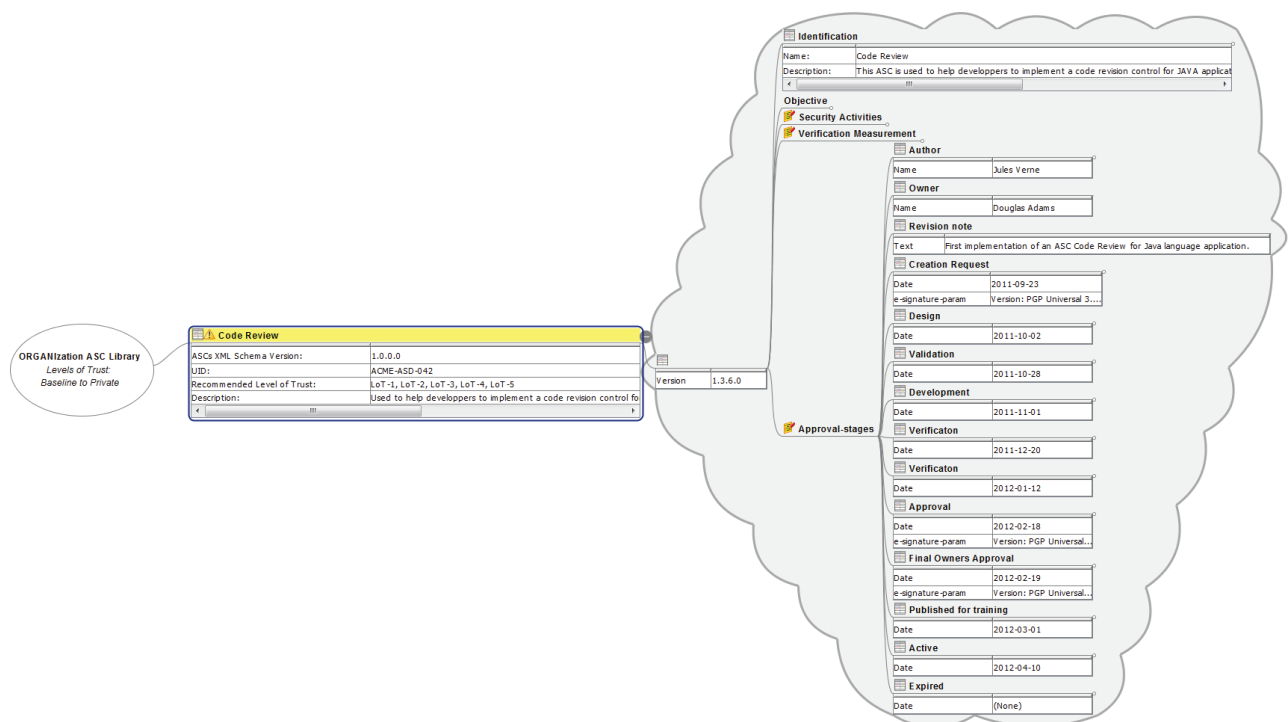 ORGANIzation ASC Library
Levels of Trust:
Baseline to Private
Code Review
ASCs XML Schema Version: 1.0.0.0
UID: ACME-ASD-042
Recommended Level of Trust: LoT-1, LoT-2, LoT-3, LoT-4, LoT-5
Description: Used to help developpers to implement a code revision control fo
Version 1.3.6.0
Identification
Name: Code Review
Description: This ASC is used to help developpers to implement a code revision control for JAVA applicat
Objective
Security Activities
Verification Measurement
Approval-stages
Author
Name Jules Verne
Owner
Name Douglas Adams
Revision note
Text First implementation of an ASC Code Review for Java language application.
Creation Request
Date 2011-09-23
e-signature-param Version: PGP Universal 3....
Design
Date 2011-10-02
Validation
Date 2011-10-28
Development
Date 2011-11-01
Verificaton
Date 2011-12-20
Verificaton
Date 2012-01-12
Approval
Date 2012-02-18
e-signature-param Version: PGP Universal...
Final Owners Approval
Date 2012-02-19
e-signature-param Version: PGP Universal...
Published for training
Date 2012-03-01
Active
Date 2012-04-10
Expired
Date (None)